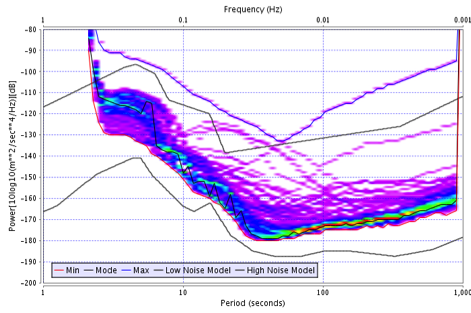 Frequency (Hz)
1 0.1 0.01 0.001
-80
-90
-100
-110
-120
-130
-140
-150
-160
-170
-180
-190
-200
Power[10log10(m**2/sec**4/Hz)][dB]
Min Mode Max Low Noise Model High Noise Model
1 10 100 1,000
Period (seconds)